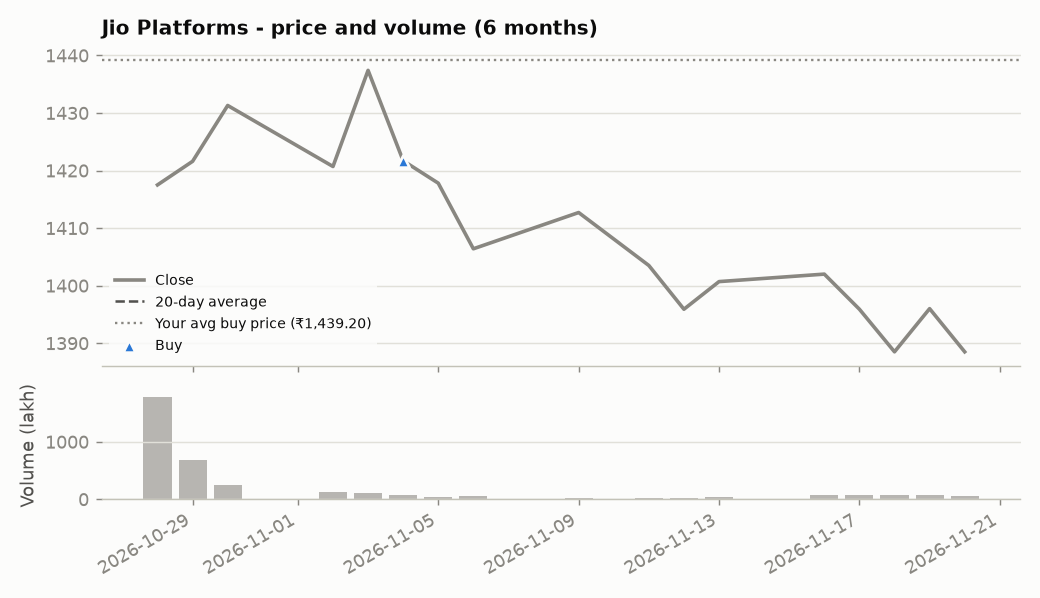 Jio Platforms - price and volume (6 months)
1440
1430
1420
1410
1400
1390
Close
20-day average
Your avg buy price (₹1,439.20)
Buy
Volume (lakh)
1000
0
2026-10-29
2026-11-01
2026-11-05
2026-11-09
2026-11-13
2026-11-17
2026-11-21